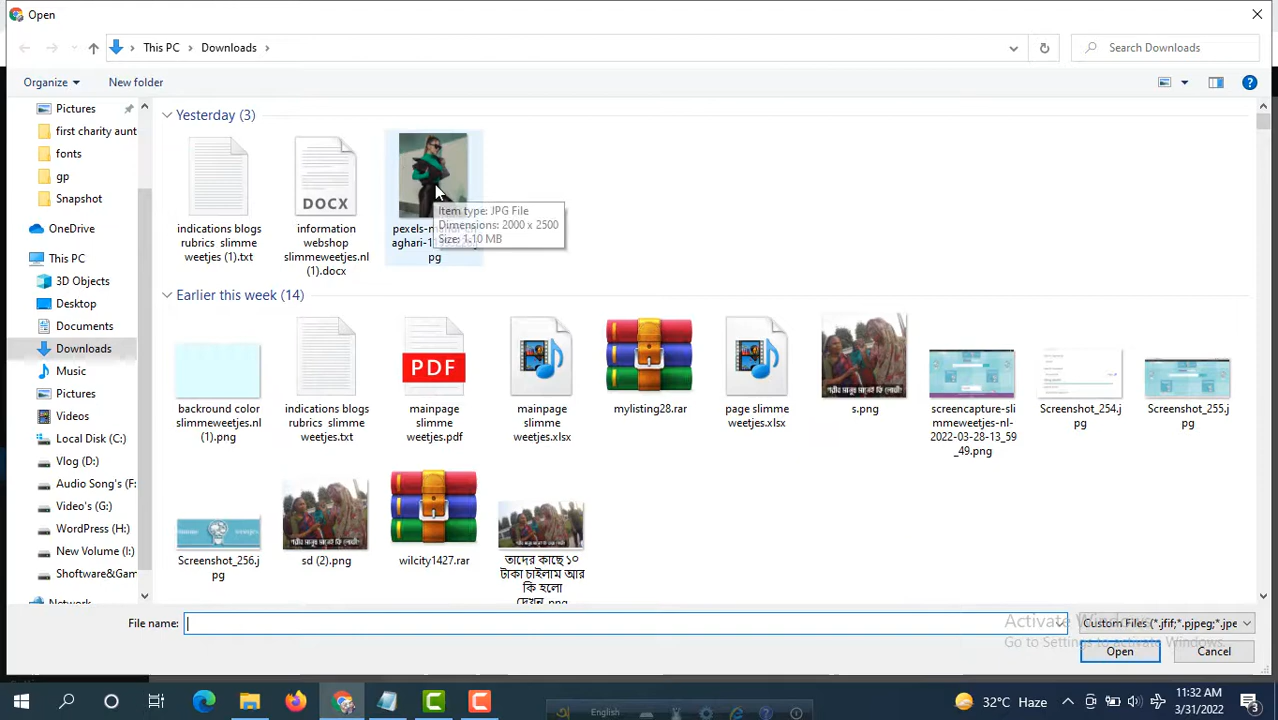 Open
This PC
Downloads
Search Downloads
Organize
New folder
Pictures
first charity aunt
fonts
gp
Snapshot
OneDrive
This PC
3D Objects
Desktop
Documents
Downloads
Music
Pictures
Videos
Local Disk (C:)
Vlog (D:)
Audio Song's (F:
Video's (G:)
WordPress (H:)
New Volume (I:)
Shoftware&Gam
Network
Yesterday (3)
indications blogs
rubrics slimme
weetjes (1).txt
DOCX
information
webshop
slimmeweetjes.nl
(1).docx
Item type: JPG File
Dimensions: 2000 x 2500
Size: 1.10 MB
aghari-1
pg
Earlier this week (14)
backround color
slimmeweetjes.nl
(1).png
indications blogs
rubrics slimme
weetjes.txt
PDF
mainpage
slimme
weetjes.pdf
mainpage
slimme
weetjes.xlsx
mylisting28.rar
page slimme
weetjes.xlsx
s.png
screencapture-sli
mmeweetjes-nl-
2022-03-28-13_59
_49.png
Screenshot_254.j
pg
Screenshot_255.j
pg
Screenshot_256.j
pg
sd (2).png
wilcity1427.rar
তাদের কাছে ১০
টাকা চাইলাম আর
কি হলো
দেখুন .png
File name:
Custom Files (*.jfif;*.pjpeg;*.jpe
Activate Windows
Go to Settings to activate Windows.
Open
Cancel
English
32°C Haze
11:32 AM
3/31/2022
3